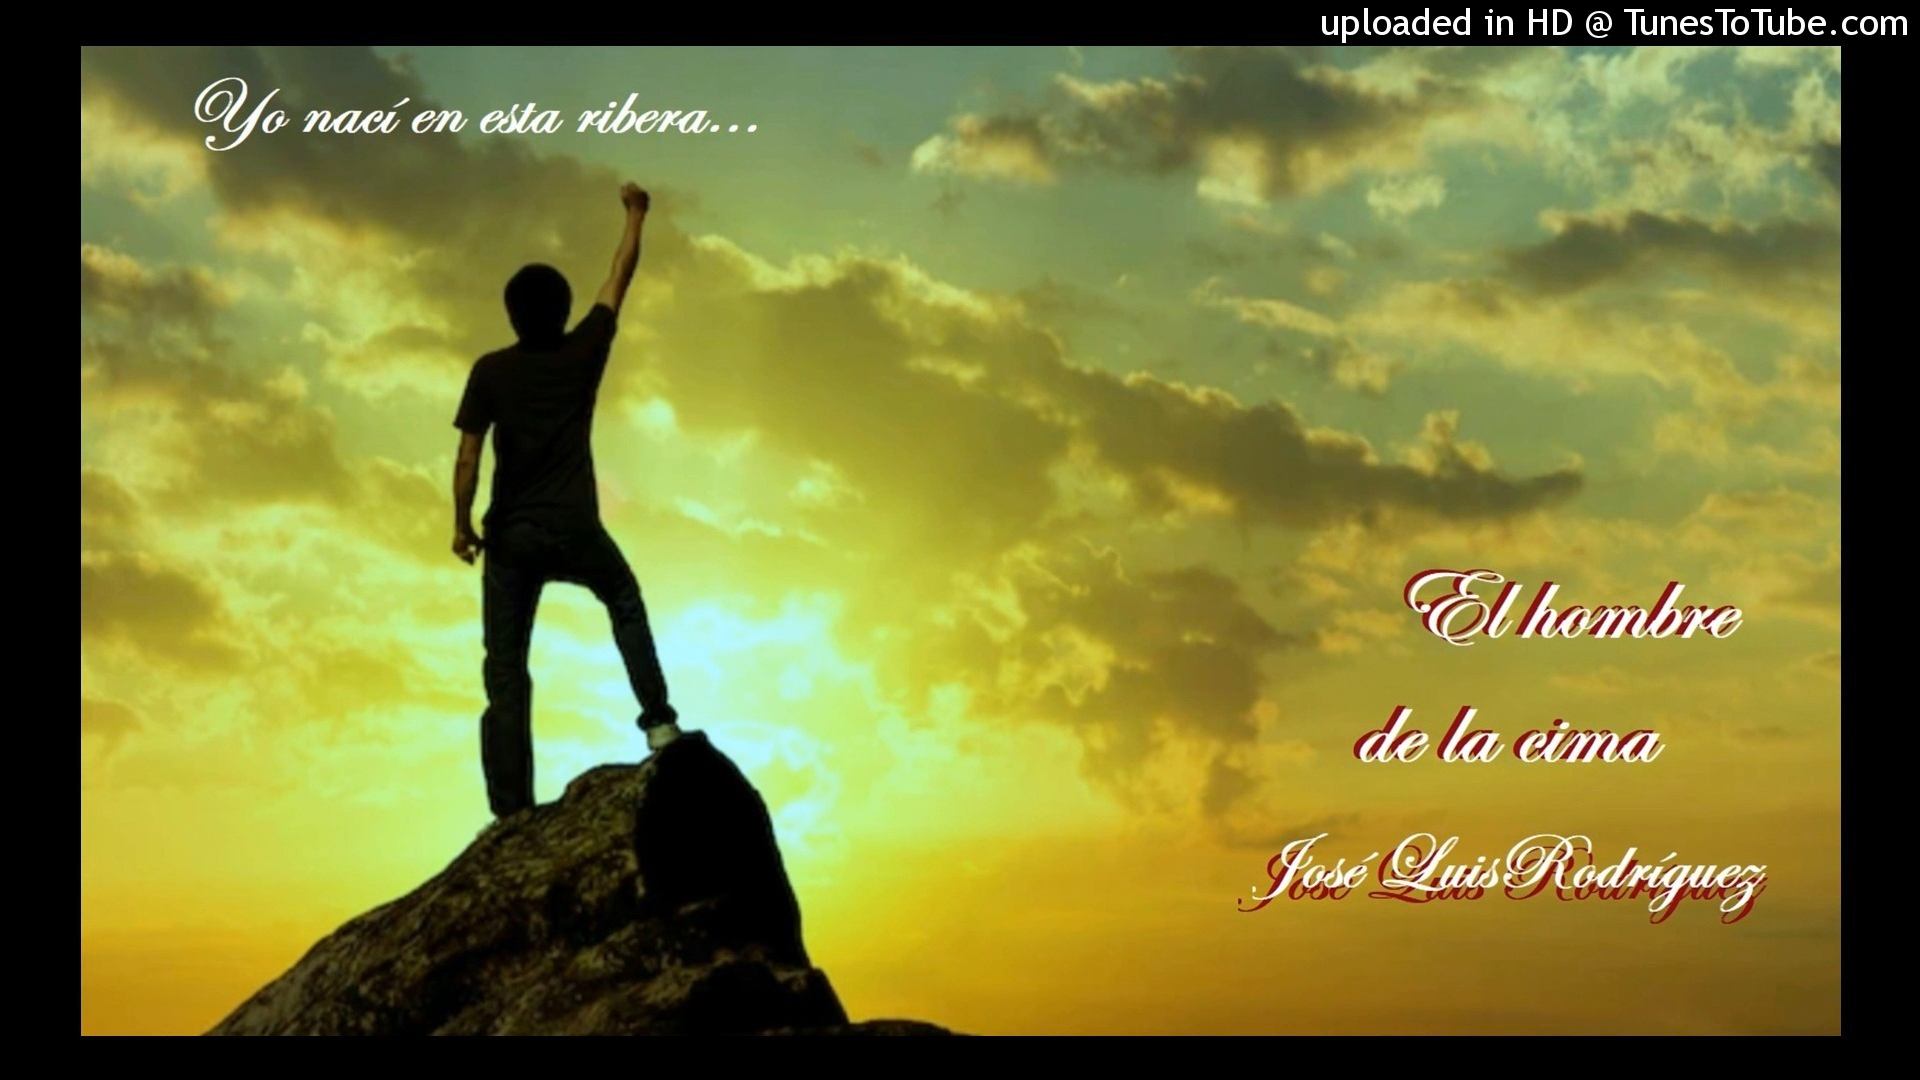 uploaded in HD @ TunesToTube.com
Yo nací en esta ribera...
El hombre
de la cima
José Luis Rodríguez